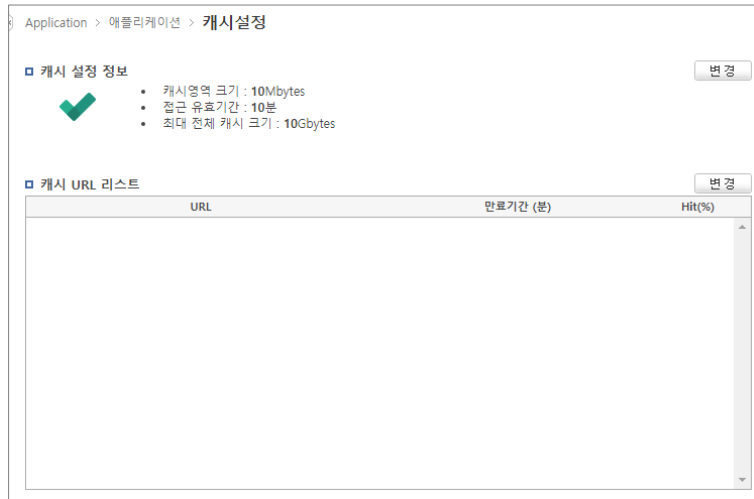 Application > 애플리케이션 > 캐시설정
캐시 설정 정보
변경
• 캐시영역 크기 : 10Mbytes
• 접근 유효기간 : 10분
• 최대 전체 캐시 크기 : 10Gbytes
캐시 URL 리스트
변경
URL 만료기간 (분) Hit(%)